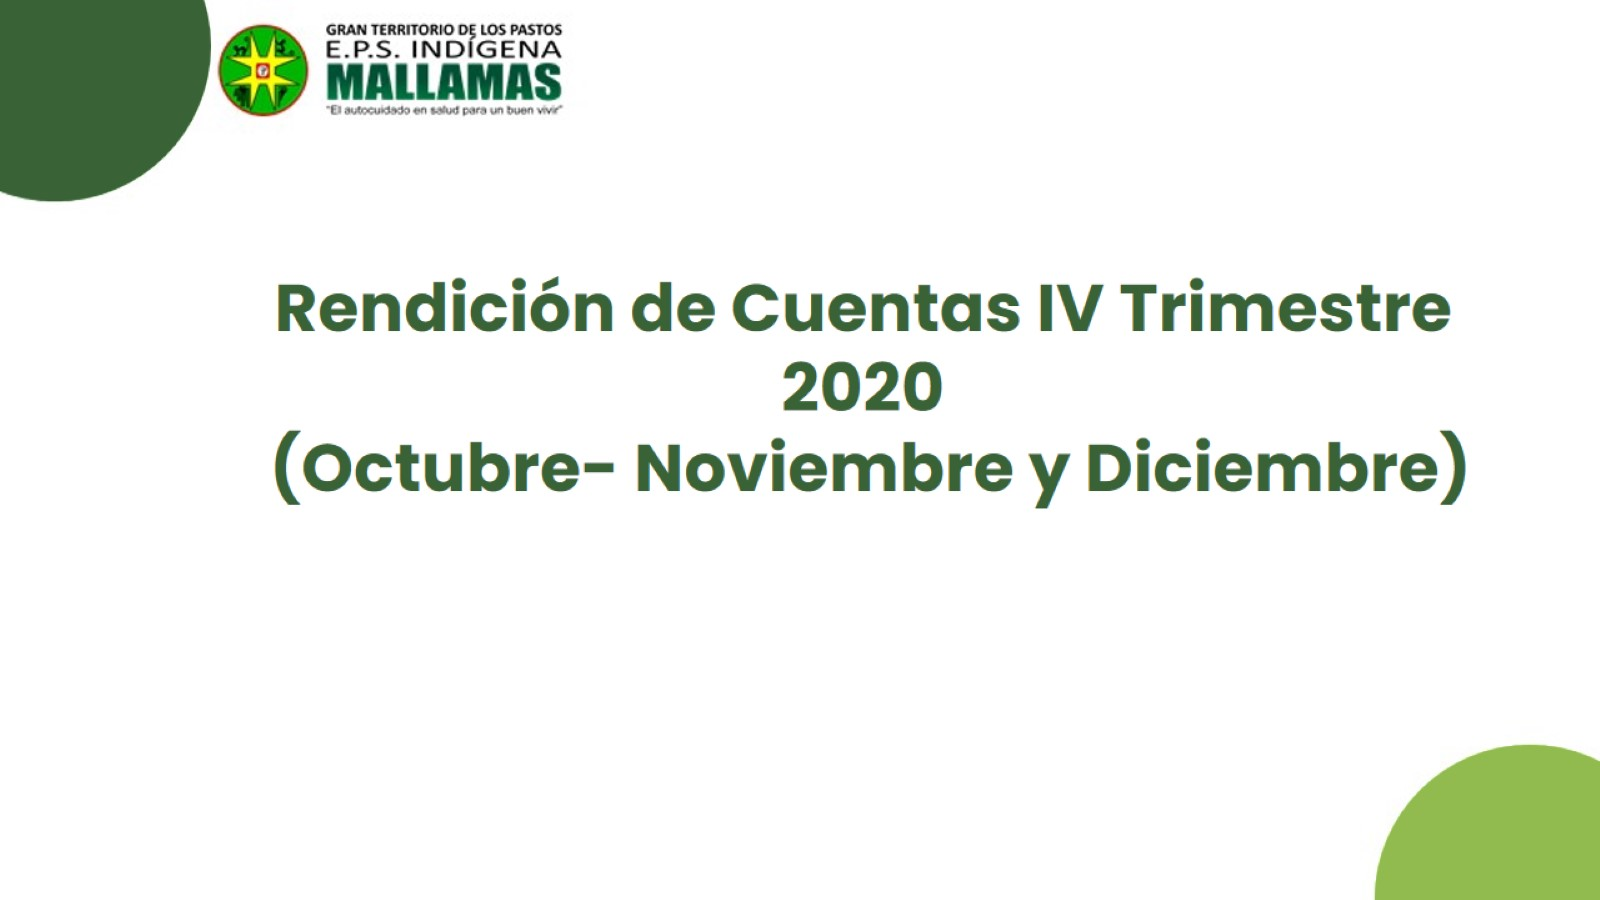 GRAN TERRITORIO DE LOS PASTOS
E.P.S. INDÍGENA
MALLAMAS
"El autocuidado en salud para un buen vivir"
Rendición de Cuentas IV Trimestre
2020
(Octubre- Noviembre y Diciembre)